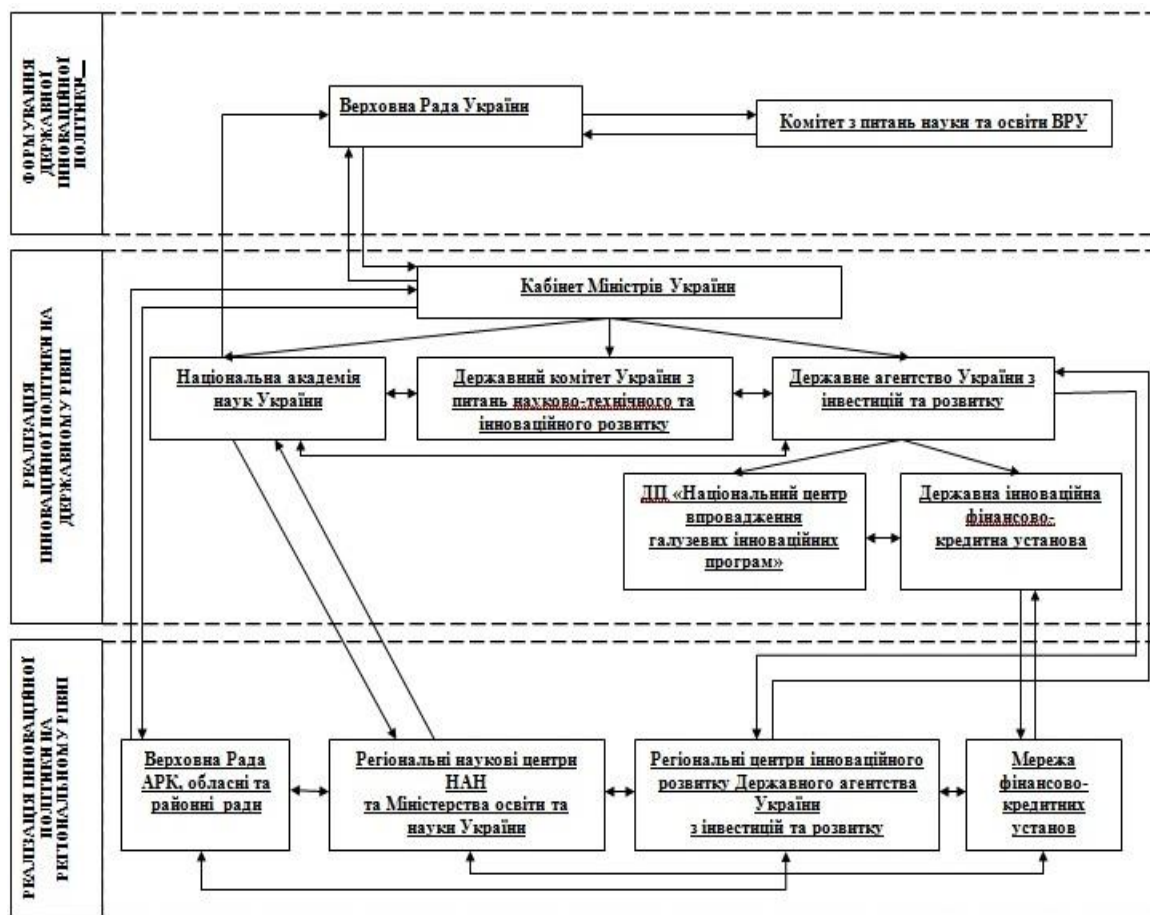 ФОРМУВАННЯ
ДЕРЖАВНОЇ
ІННОВАЦІЙНОЇ
ПОЛІТИКИ
Верховна Рада України
Комітет з питань науки та освіти ВРУ
РЕАЛІЗАЦІЯ
ІННОВАЦІЙНОЇ ПОЛІТИКИ НА
ДЕРЖАВНОМУ РІВНІ
Кабінет Міністрів України
Національна академія
наук України
Державний комітет України з
питань науково-технічного та
інноваційного розвитку
Державне агентство України з
інвестицій та розвитку
ДП «Національний центр
впровадження
галузевих інноваційних
програм»
Державна інноваційна
фінансово-
кредитна установа
РЕАЛІЗАЦІЯ ІННОВАЦІЙНОЇ
ПОЛІТИКИ НА
РЕГІОНАЛЬНОМУ РІВНІ
Верховна Рада
АРК, обласні та
районні ради
Регіональні наукові центри
НАН
та Міністерства освіти та
науки України
Регіональні центри інноваційного
розвитку Державного агентства
України
з інвестицій та розвитку
Мережа
фінансово-
кредитних
установ